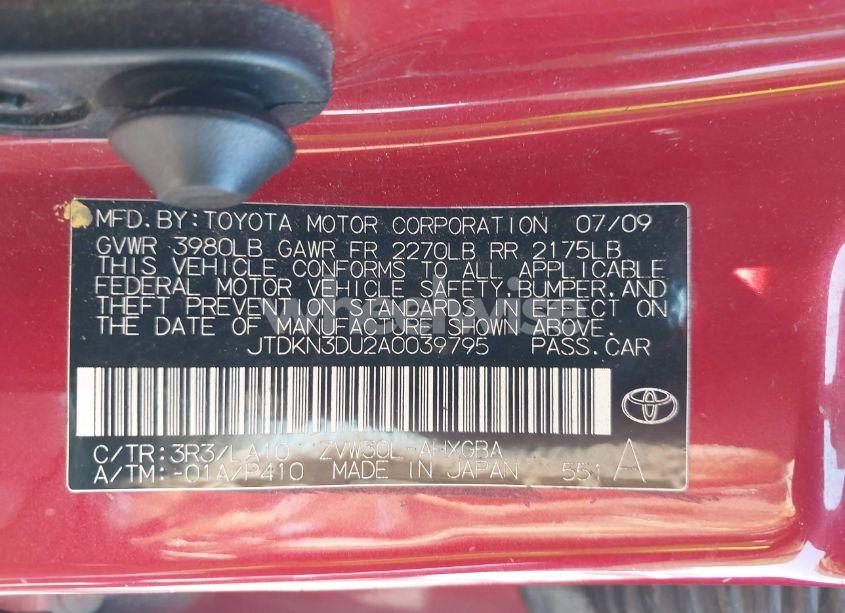 MFD. BY: TOYOTA MOTOR CORPORATION 07/09
GVWR 3980LB GAWR FR 2270LB RR 2175LB
THIS VEHICLE CONFORMS TO ALL APPLICABLE
FEDERAL MOTOR VEHICLE SAFETY, BUMPER, AND
THEFT PREVENTION STANDARDS IN EFFECT ON
THE DATE OF MANUFACTURE SHOWN ABOVE.
JTDKN3DU2A0039795 PASS. CAR
C/TR: 3R3/LA10 ZVW30L-AHXGBA
A/TM: -01A/P410 MADE IN JAPAN 551 A